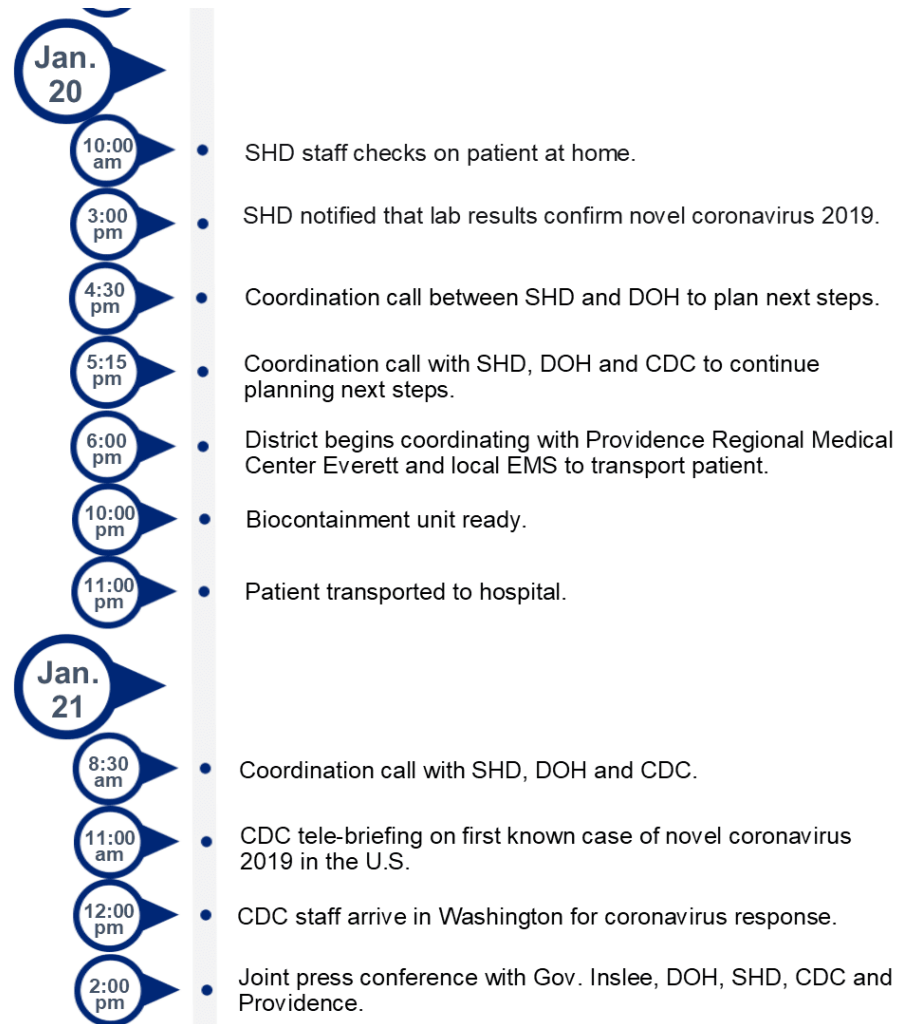 Jan.
20
10:00
am
SHD staff checks on patient at home.
3:00
pm
SHD notified that lab results confirm novel coronavirus 2019.
4:30
pm
Coordination call between SHD and DOH to plan next steps.
5:15
pm
Coordination call with SHD, DOH and CDC to continue
planning next steps.
6:00
pm
District begins coordinating with Providence Regional Medical
Center Everett and local EMS to transport patient.
10:00
pm
Biocontainment unit ready.
11:00
pm
Patient transported to hospital.
Jan.
21
8:30
am
Coordination call with SHD, DOH and CDC.
11:00
am
CDC tele-briefing on first known case of novel coronavirus
2019 in the U.S.
12:00
pm
CDC staff arrive in Washington for coronavirus response.
2:00
pm
Joint press conference with Gov. Inslee, DOH, SHD, CDC and
Providence.